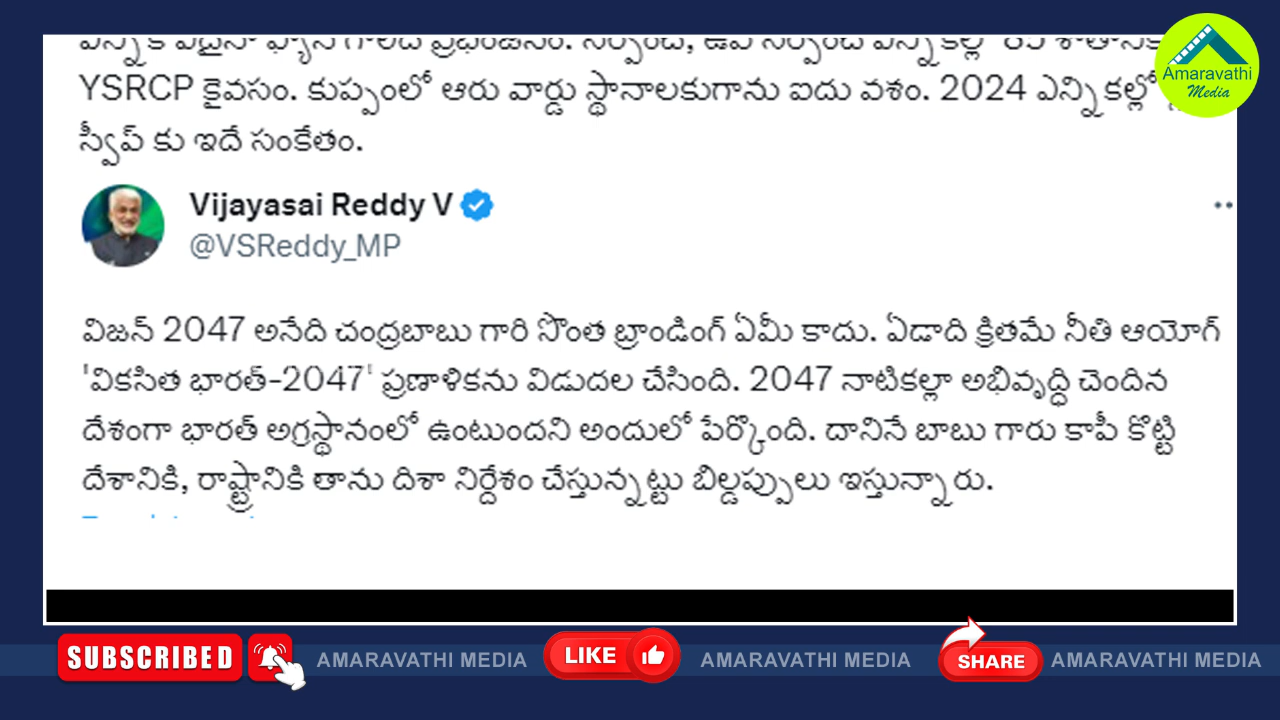 YSRCP కైవసం. కుప్పంలో ఆరు వార్డు స్థానాలకుగాను ఐదు వశం. 2024 ఎన్నికల్లో
స్వీప్ కు ఇదే సంకేతం.
Amaravathi
Media
Vijayasai Reddy V
@VSReddy_MP
విజన్ 2047 అనేది చంద్రబాబు గారి సొంత బ్రాండింగ్ ఏమీ కాదు. ఏడాది క్రితమే నీతి ఆయోగ్
'వికసిత భారత్-2047' ప్రణాళికను విడుదల చేసింది. 2047 నాటికల్లా అభివృద్ధి చెందిన
దేశంగా భారత్ అగ్రస్థానంలో ఉంటుందని అందులో పేర్కొంది. దానినే బాబు గారు కాపీ కొట్టి
దేశానికి, రాష్ట్రానికి తాను దిశా నిర్దేశం చేస్తున్నట్టు బిల్డప్పులు ఇస్తున్నారు.
SUBSCRIBED AMARAVATHI MEDIA LIKE AMARAVATHI MEDIA SHARE AMARAVATHI MEDIA